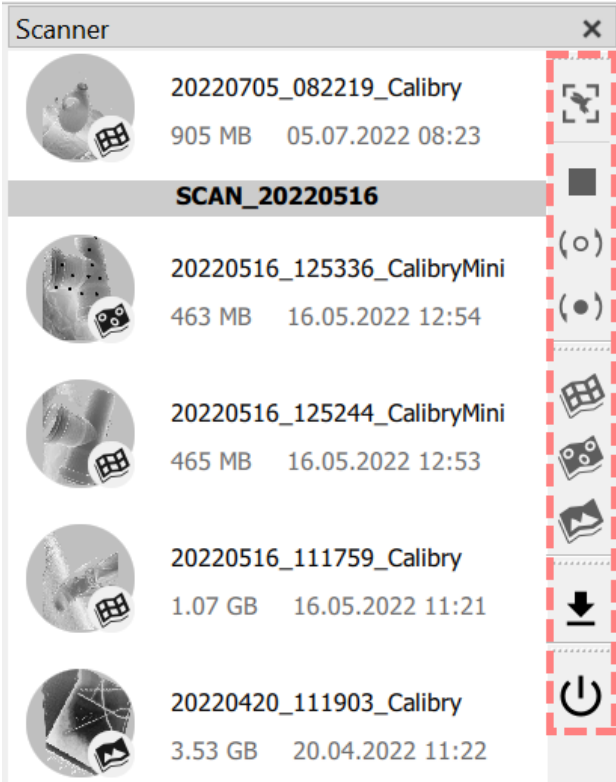 Scanner
20220705_082219_Calibry
905 MB 05.07.2022 08:23
SCAN_20220516
20220516_125336_CalibryMini
463 MB 16.05.2022 12:54
20220516_125244_CalibryMini
465 MB 16.05.2022 12:53
20220516_111759_Calibry
1.07 GB 16.05.2022 11:21
20220420_111903_Calibry
3.53 GB 20.04.2022 11:22